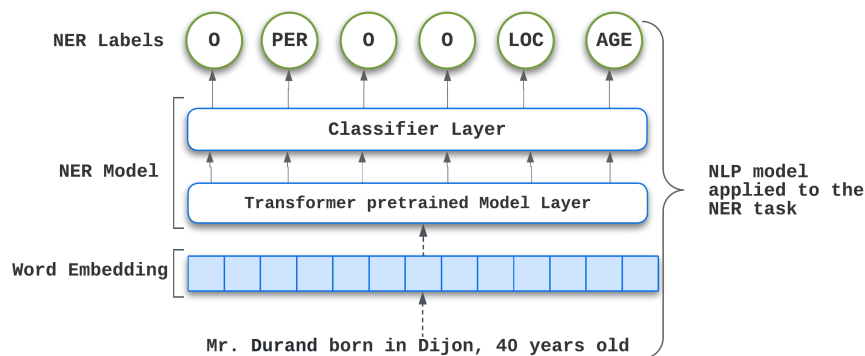 NER Labels
O PER O O LOC AGE
Classifier Layer
NER Model
Transformer pretrained Model Layer
NLP model
applied to the
NER task
Word Embedding
Mr. Durand born in Dijon, 40 years old